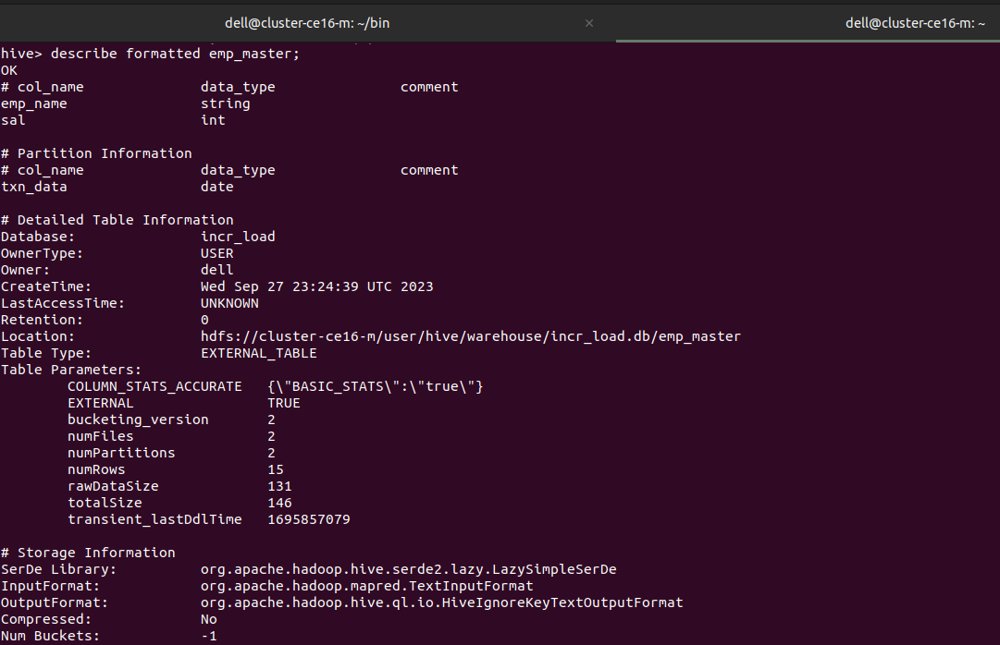 dell@cluster-ce16-m: ~/bin × dell@cluster-ce16-m: ~
hive> describe formatted emp_master;
OK
# col_name data_type comment
emp_name string
sal int
# Partition Information
# col_name data_type comment
txn_data date
# Detailed Table Information
Database: incr_load
OwnerType: USER
Owner: dell
CreateTime: Wed Sep 27 23:24:39 UTC 2023
LastAccessTime: UNKNOWN
Retention: 0
Location: hdfs://cluster-ce16-m/user/hive/warehouse/incr_load.db/emp_master
Table Type: EXTERNAL_TABLE
Table Parameters:
COLUMN_STATS_ACCURATE {\"BASIC_STATS\":\"true\"}
EXTERNAL TRUE
bucketing_version 2
numFiles 2
numPartitions 2
numRows 15
rawDataSize 131
totalSize 146
transient_lastDdlTime 1695857079
# Storage Information
SerDe Library: org.apache.hadoop.hive.serde2.lazy.LazySimpleSerDe
InputFormat: org.apache.hadoop.mapred.TextInputFormat
OutputFormat: org.apache.hadoop.hive.ql.io.HiveIgnoreKeyTextOutputFormat
Compressed: No
Num Buckets: -1